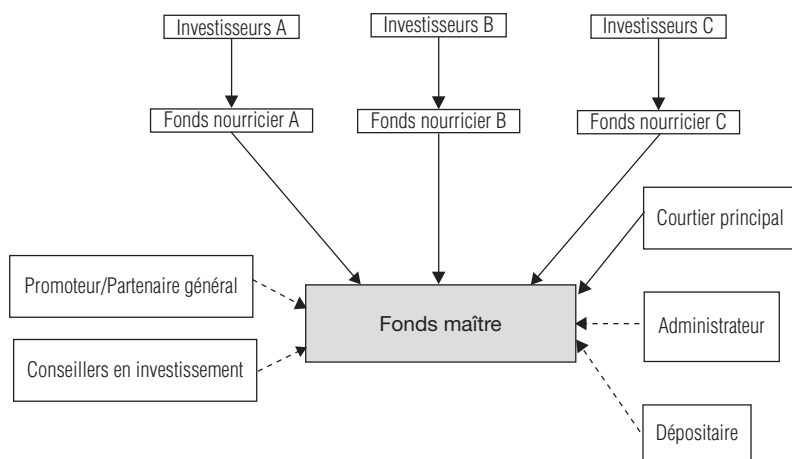 Investisseurs A
Investisseurs B
Investisseurs C
Fonds nourricier A
Fonds nourricier B
Fonds nourricier C
Courtier principal
Promoteur/Partenaire général
Fonds maître
Administrateur
Conseillers en investissement
Dépositaire